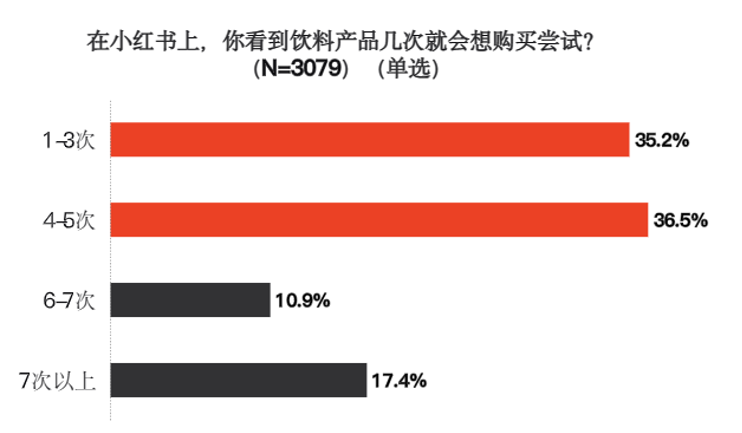 在小红书上，你看到饮料产品几次就会想购买尝试？
（N=3079）（单选）
1–3次 35.2%
4–5次 36.5%
6–7次 10.9%
7次以上 17.4%